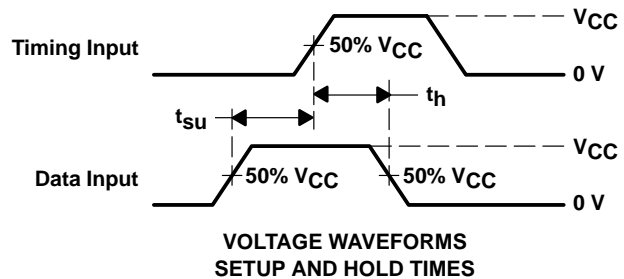 VCC
Timing Input
50% VCC
0 V
tsu
th
VCC
Data Input
50% VCC
50% VCC
0 V
VOLTAGE WAVEFORMS
SETUP AND HOLD TIMES